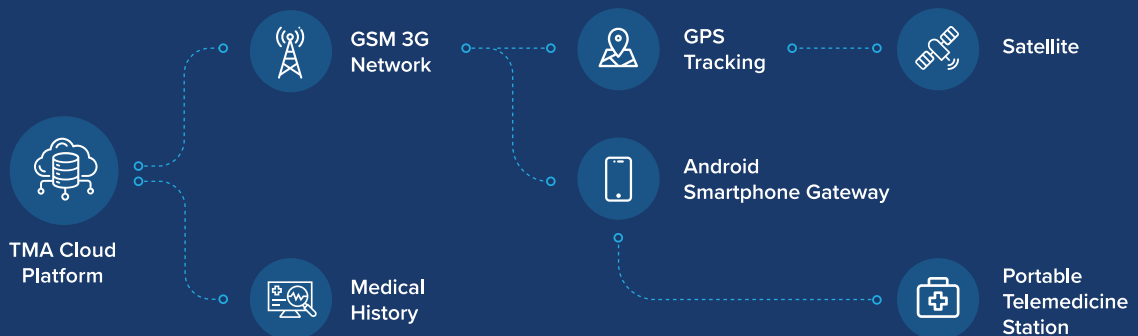 GSM 3G
Network
GPS
Tracking
Satellite
TMA Cloud
Platform
Android
Smartphone Gateway
Medical
History
Portable
Telemedicine
Station